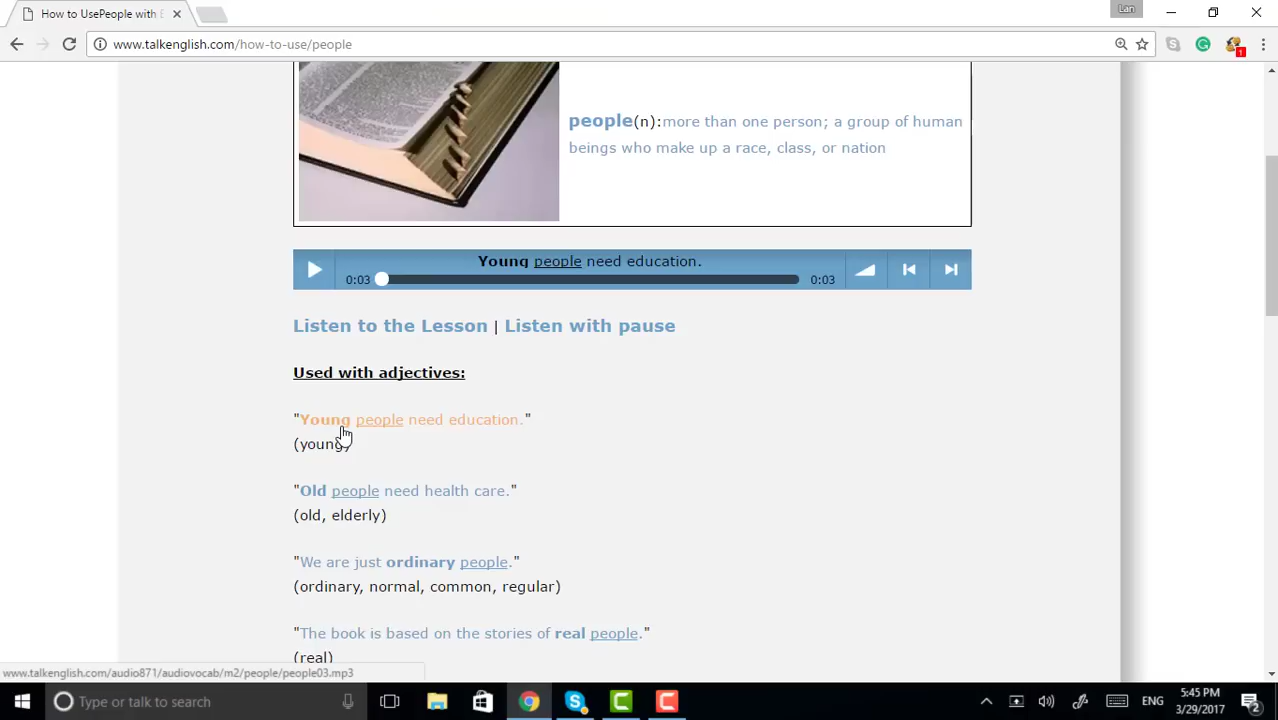 How to UsePeople with
Lan
www.talkenglish.com/how-to-use/people
1
people(n):more than one person; a group of human
beings who make up a race, class, or nation
Young people need education.
0:03
0:03
Listen to the Lesson | Listen with pause
Used with adjectives:
"Young people need education."
(young)
"Old people need health care."
(old, elderly)
"We are just ordinary people."
(ordinary, normal, common, regular)
"The book is based on the stories of real people."
(real)
www.talkenglish.com/audio871/audiovocab/m2/people/people03.mp3
Type or talk to search
ENG
5:45 PM
3/29/2017
2